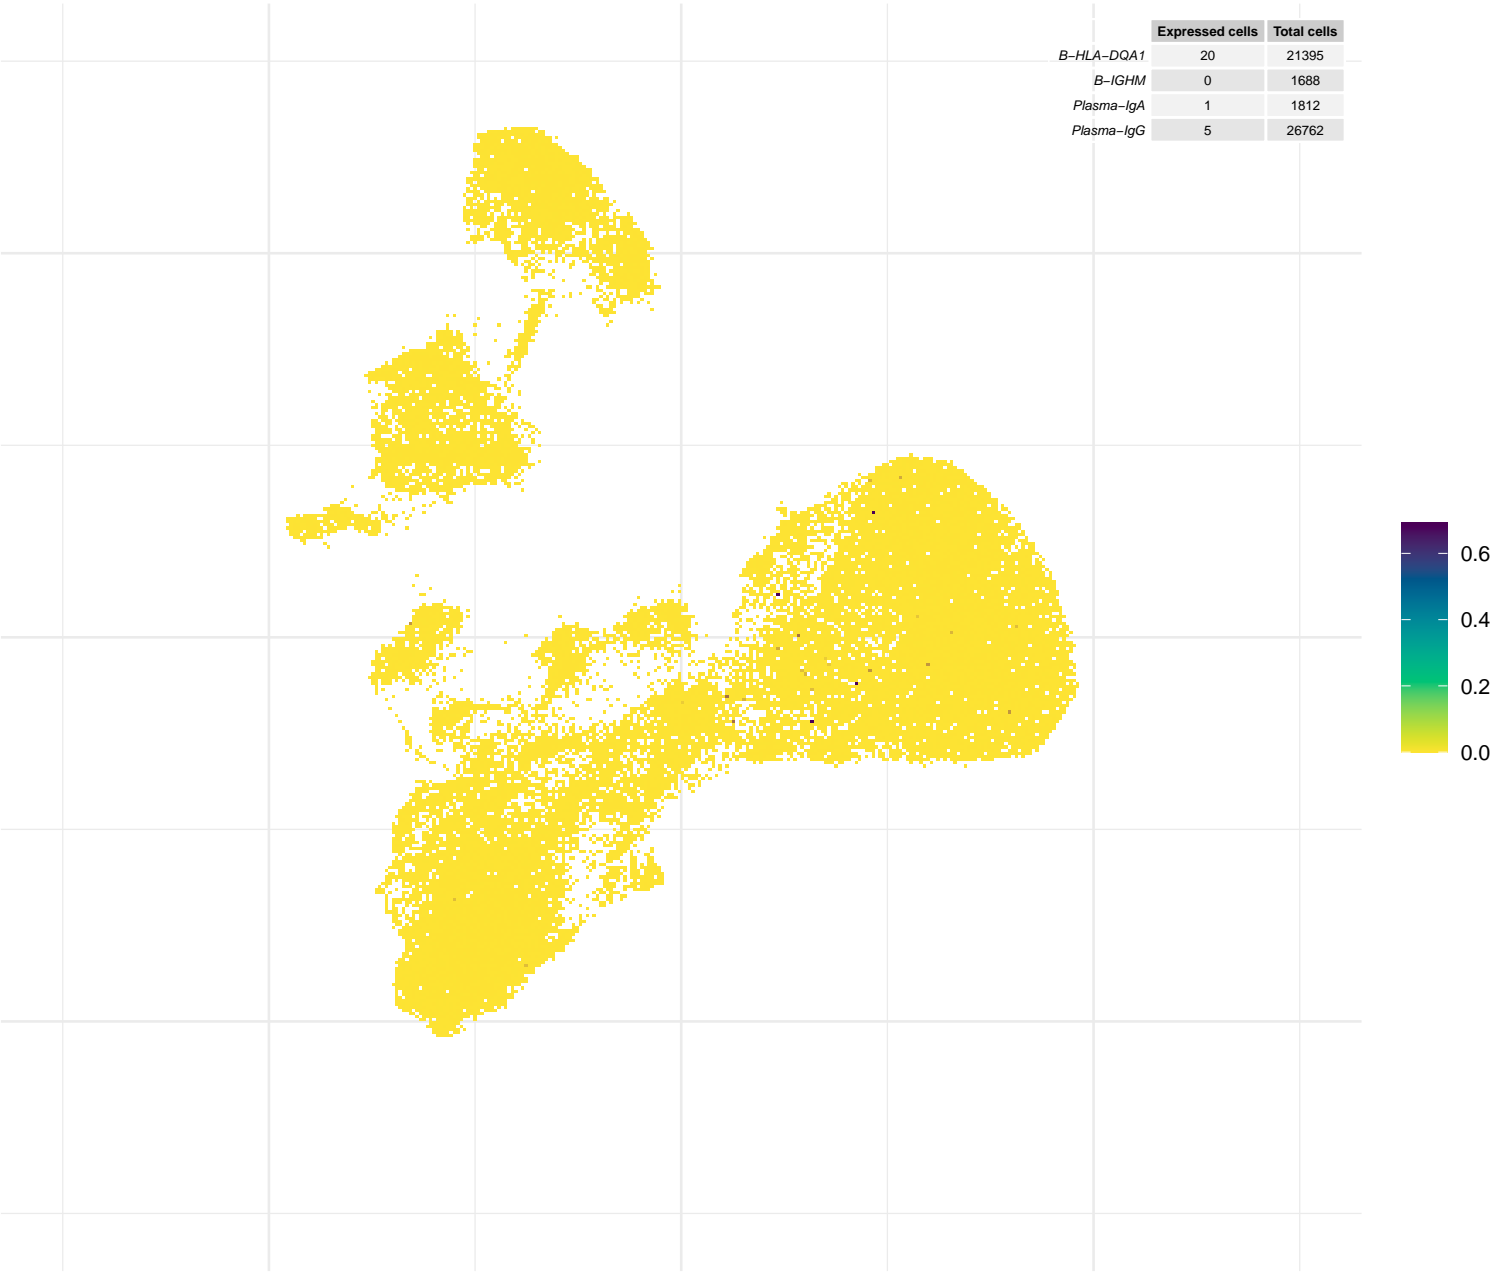 Expressed cells Total cells
B−HLA−DQA1 20 21395
B−IGHM 0 1688
Plasma−IgA 1 1812
Plasma−IgG 5 26762
0.6
0.4
0.2
0.0